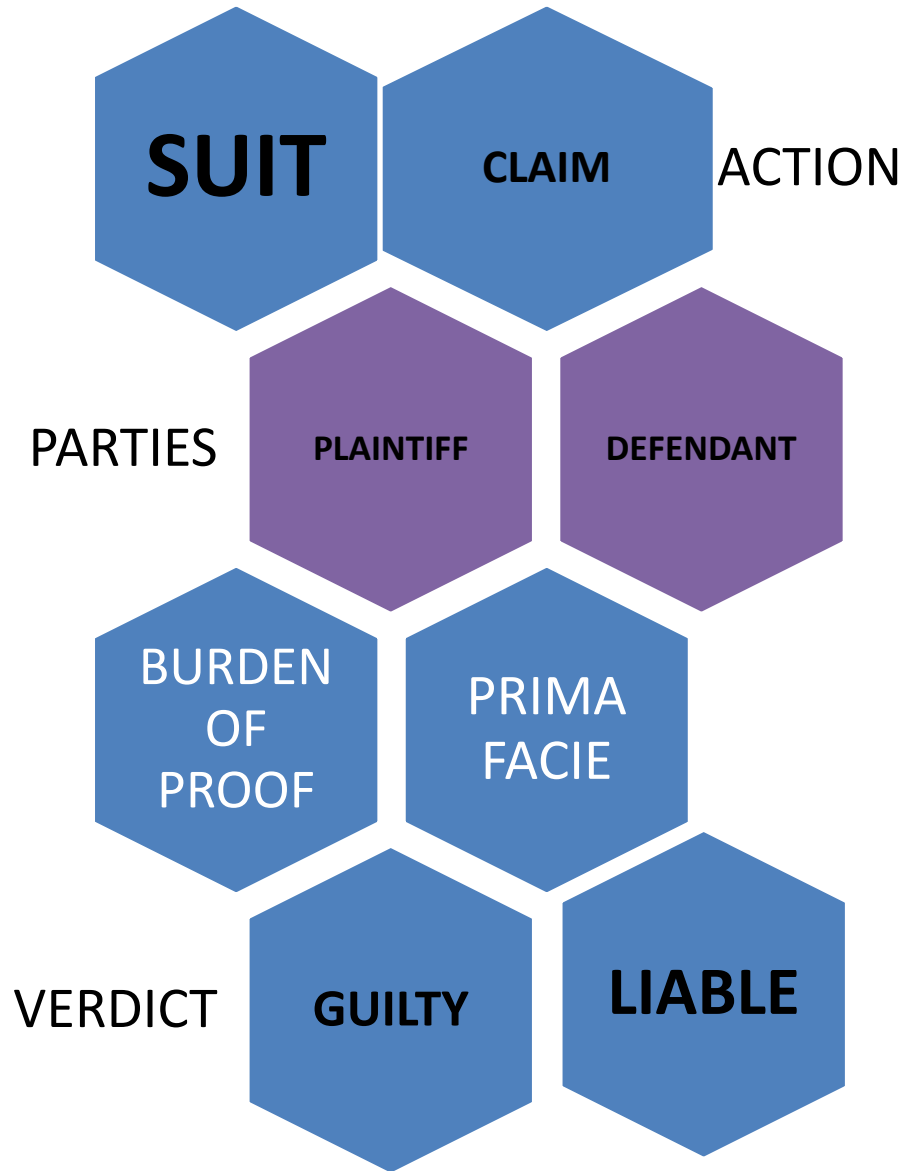 SUIT
CLAIM
ACTION
PARTIES
PLAINTIFF
DEFENDANT
BURDEN
OF
PROOF
PRIMA
FACIE
VERDICT
GUILTY
LIABLE